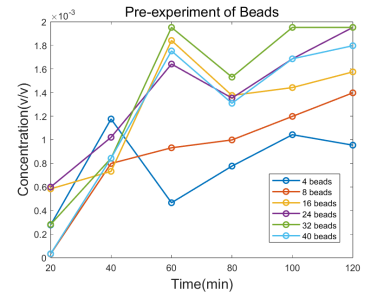 Pre-experiment of Beads
×10⁻³
2
1.8
1.6
1.4
1.2
1
0.8
0.6
0.4
0.2
0
Concentration(v/v)
20 40 60 80 100 120
Time(min)
4 beads
8 beads
16 beads
24 beads
32 beads
40 beads